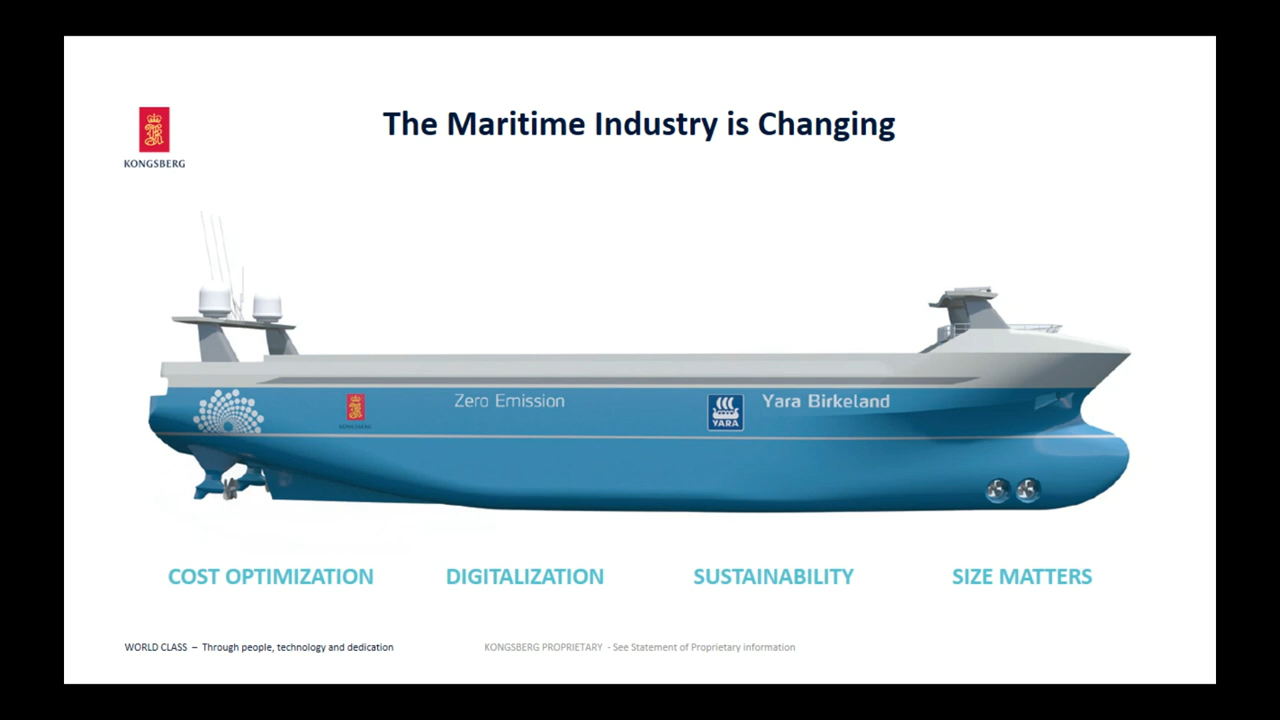 The Maritime Industry is Changing
KONGSBERG
Zero Emission
Yara Birkeland
KONGSBERG
YARA
COST OPTIMIZATION
DIGITALIZATION
SUSTAINABILITY
SIZE MATTERS
WORLD CLASS – Through people, technology and dedication
KONGSBERG PROPRIETARY - See Statement of Proprietary information